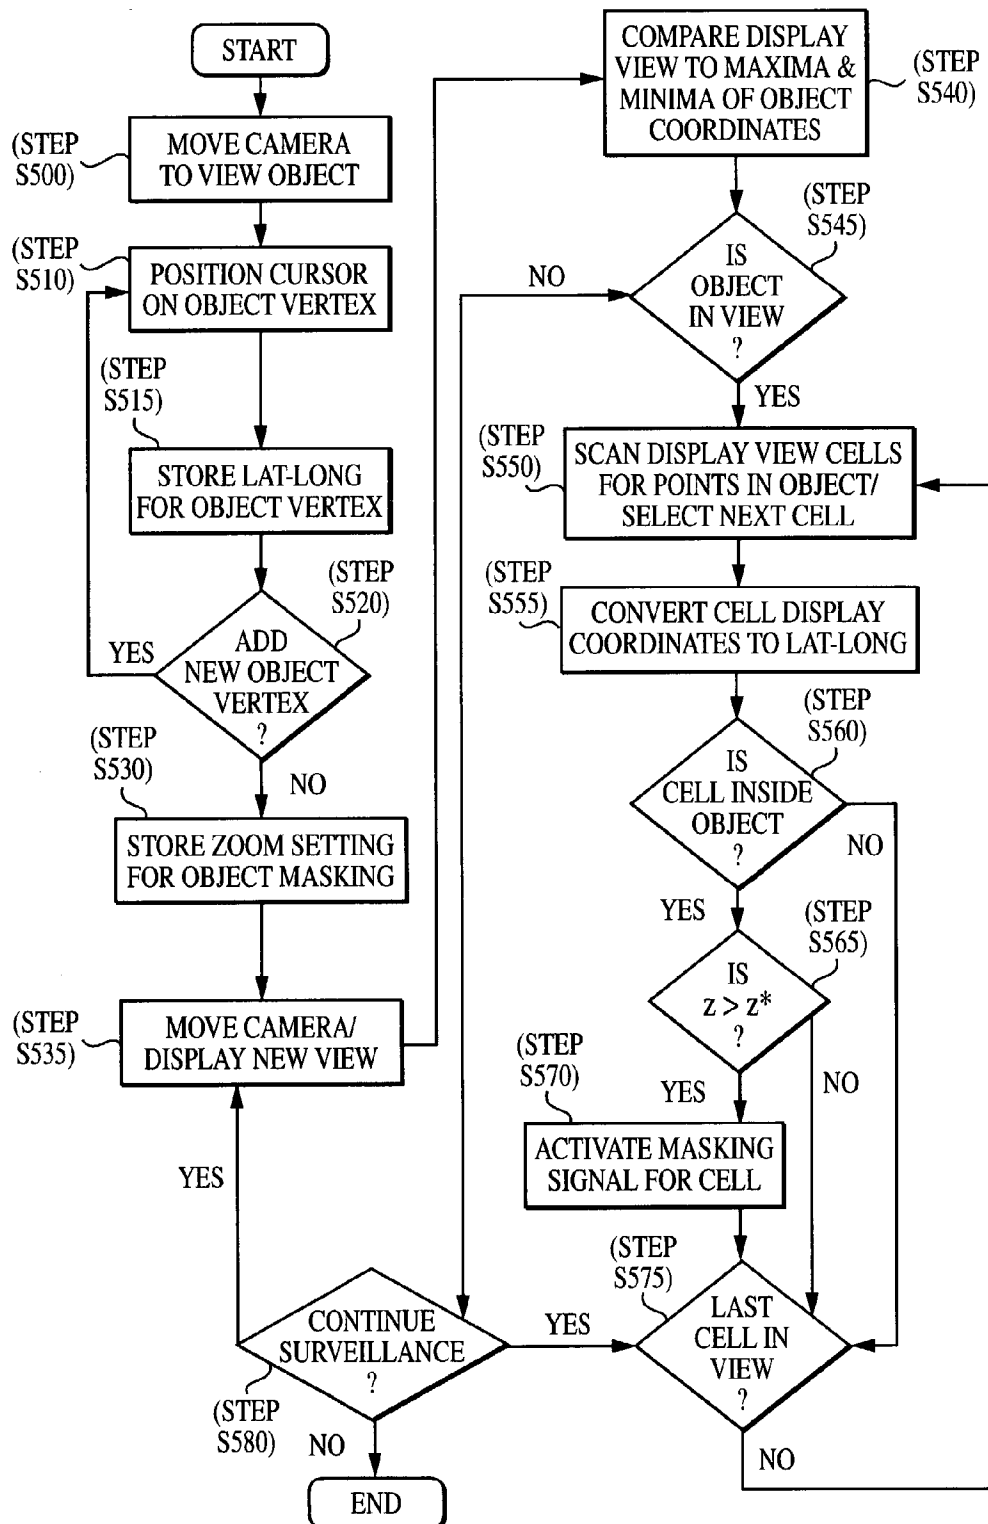 START
(STEP
S500)
MOVE CAMERA
TO VIEW OBJECT
(STEP
S510)
POSITION CURSOR
ON OBJECT VERTEX
(STEP
S515)
STORE LAT-LONG
FOR OBJECT VERTEX
(STEP
S520)
ADD
NEW OBJECT
VERTEX
?
YES
NO
(STEP
S530)
STORE ZOOM SETTING
FOR OBJECT MASKING
(STEP
S535)
MOVE CAMERA/
DISPLAY NEW VIEW
YES
CONTINUE
SURVEILLANCE
?
(STEP
S580)
YES
NO
END
COMPARE DISPLAY
VIEW TO MAXIMA &
MINIMA OF OBJECT
COORDINATES
(STEP
S540)
(STEP
S545)
IS
OBJECT
IN VIEW
?
NO
YES
(STEP
S550)
SCAN DISPLAY VIEW CELLS
FOR POINTS IN OBJECT/
SELECT NEXT CELL
(STEP
S555)
CONVERT CELL DISPLAY
COORDINATES TO LAT-LONG
(STEP
S560)
IS
CELL INSIDE
OBJECT
?
NO
YES
(STEP
S565)
IS
z > z*
?
NO
YES
(STEP
S570)
ACTIVATE MASKING
SIGNAL FOR CELL
(STEP
S575)
LAST
CELL IN
VIEW
?
NO